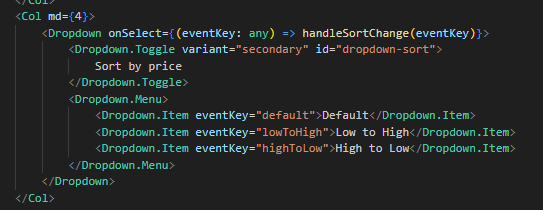 </Col>
<Col md={4}>
<Dropdown onSelect={(eventKey: any) => handleSortChange(eventKey)}>
<Dropdown.Toggle variant="secondary" id="dropdown-sort">
Sort by price
</Dropdown.Toggle>
<Dropdown.Menu>
<Dropdown.Item eventKey="default">Default</Dropdown.Item>
<Dropdown.Item eventKey="lowToHigh">Low to High</Dropdown.Item>
<Dropdown.Item eventKey="highToLow">High to Low</Dropdown.Item>
</Dropdown.Menu>
</Dropdown>
</Col>